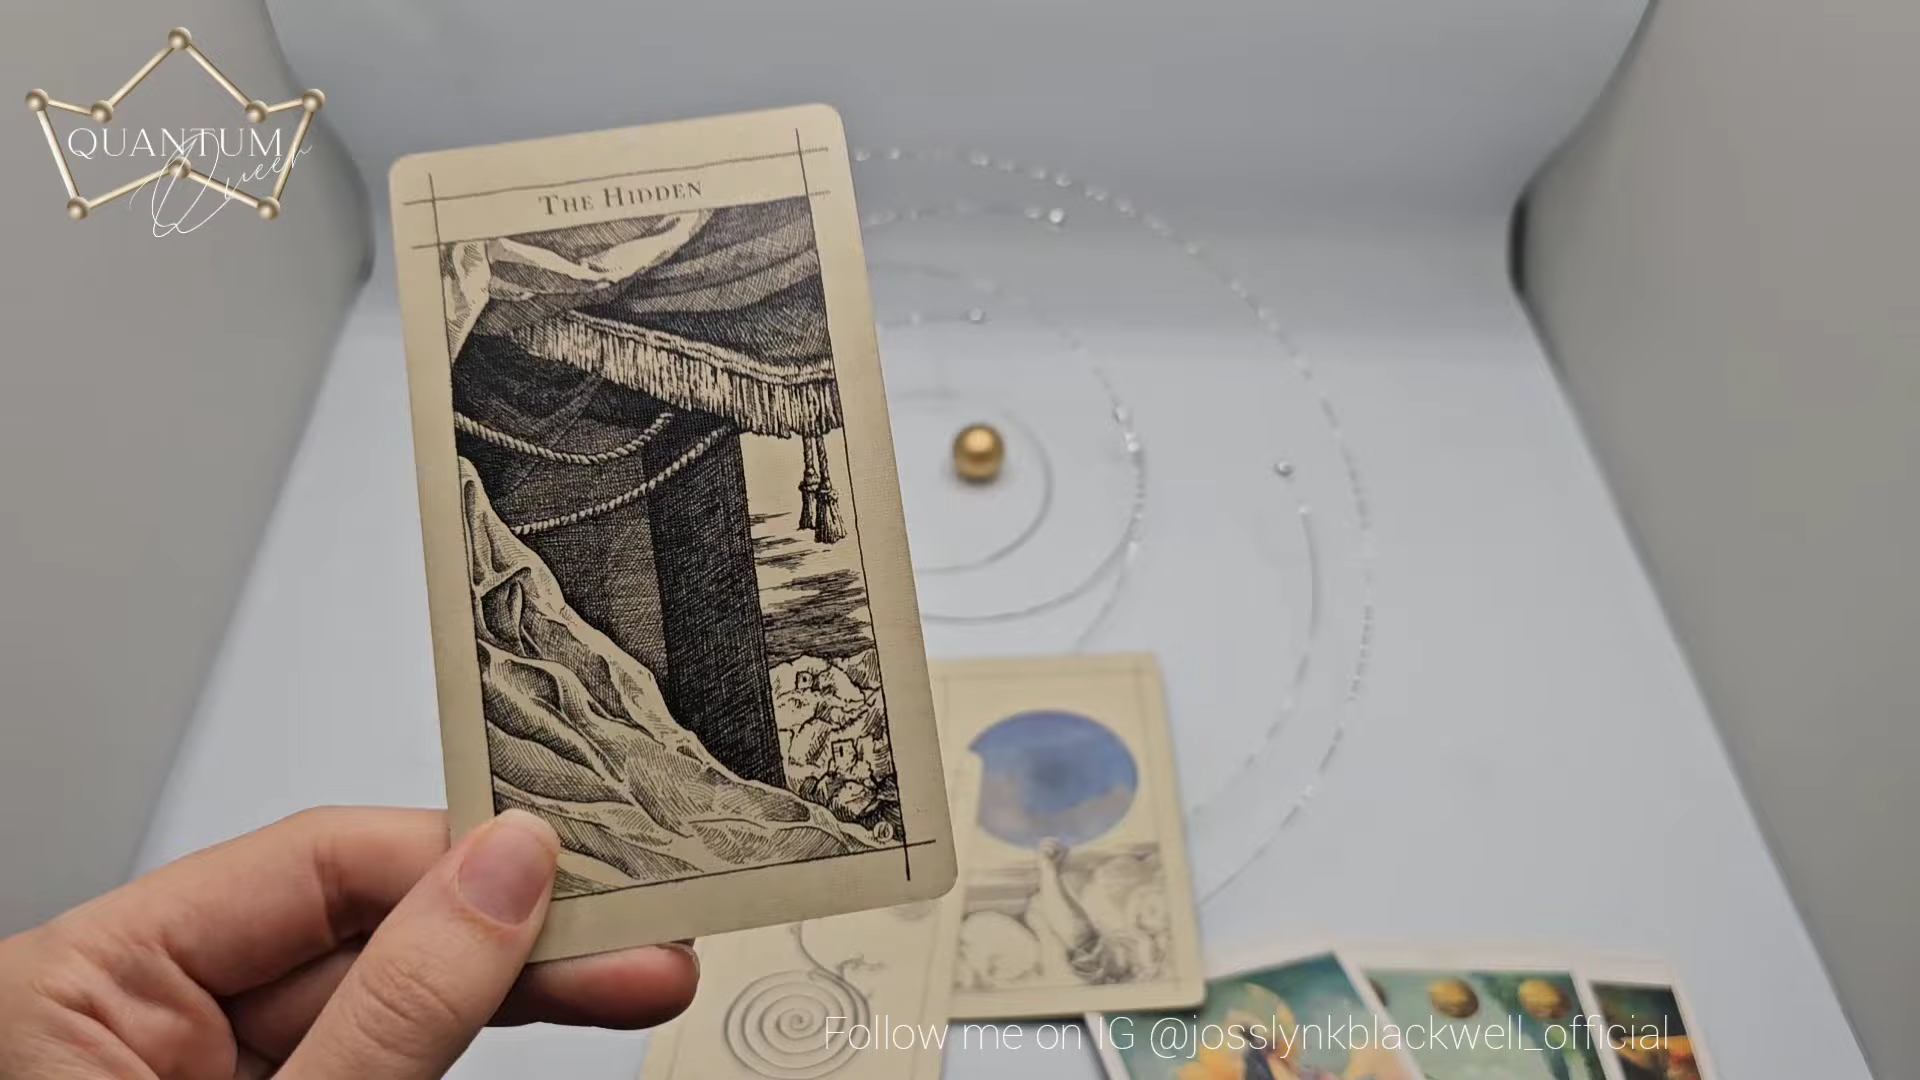 QUANTUM
Queen
THE HIDDEN
Follow me on IG @josslynkblackwell_official